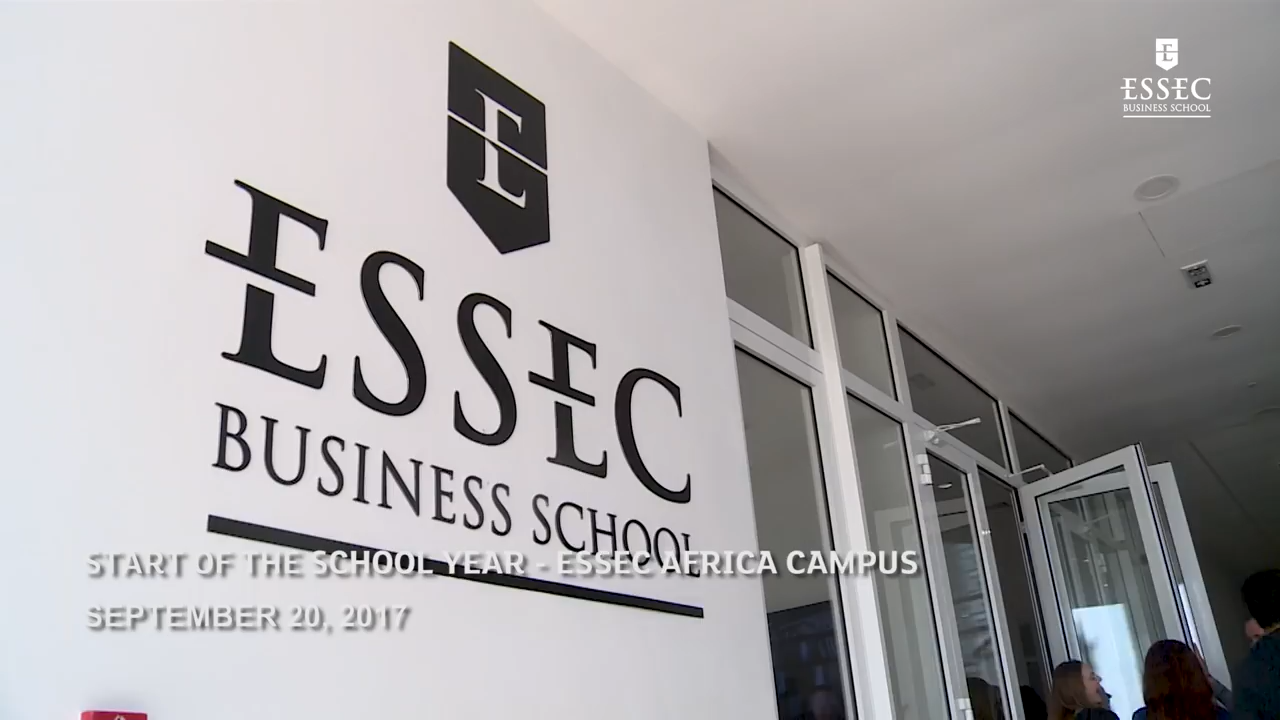 E
ESSEC
BUSINESS SCHOOL
E
ESSEC
BUSINESS SCHOOL
START OF THE SCHOOL YEAR - ESSEC AFRICA CAMPUS
SEPTEMBER 20, 2017